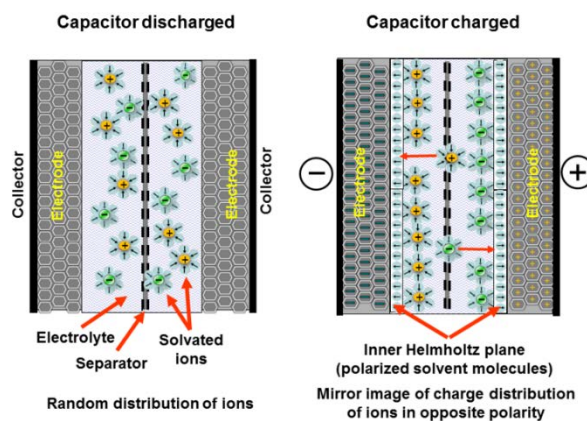 Capacitor discharged
Capacitor charged
Collector
Electrode
Electrode
Collector
Electrode
Electrode
Electrolyte
Separator
Solvated
ions
Random distribution of ions
Inner Helmholtz plane
(polarized solvent molecules)
Mirror image of charge distribution
of ions in opposite polarity